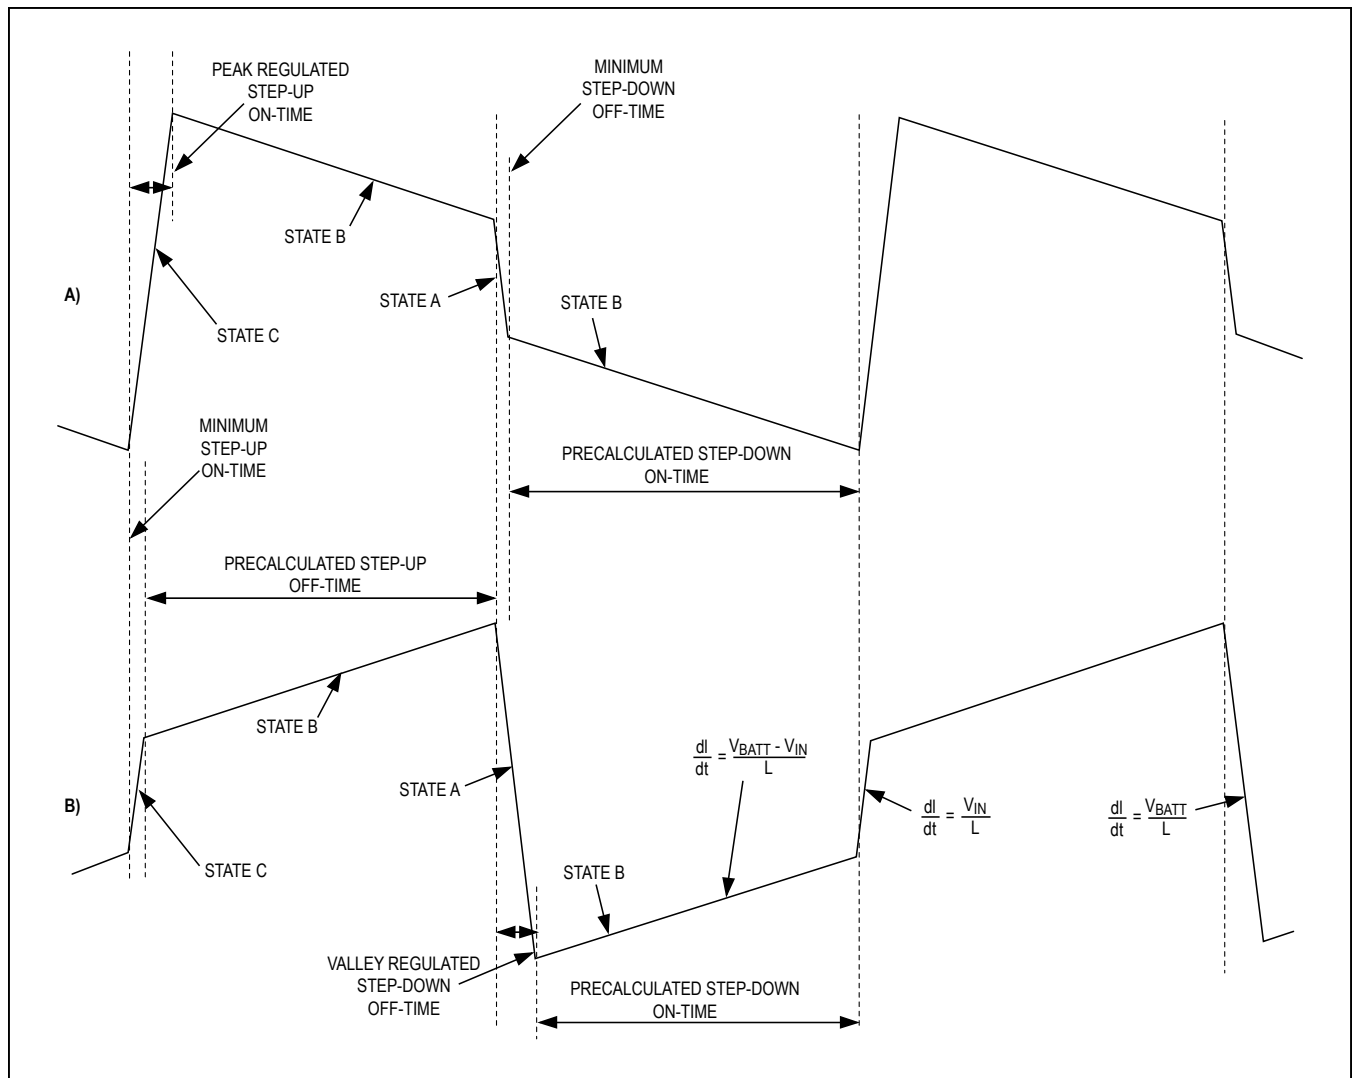 PEAK REGULATED
STEP-UP
ON-TIME
MINIMUM
STEP-DOWN
OFF-TIME
STATE B
STATE A
STATE B
A)
STATE C
MINIMUM
STEP-UP
ON-TIME
PRECALCULATED STEP-DOWN
ON-TIME
PRECALCULATED STEP-UP
OFF-TIME
STATE B
STATE A
dI/dt = VBATT - VIN/L
B)
dI/dt = VIN/L
dI/dt = VBATT/L
STATE C
STATE B
VALLEY REGULATED
STEP-DOWN
OFF-TIME
PRECALCULATED STEP-DOWN
ON-TIME